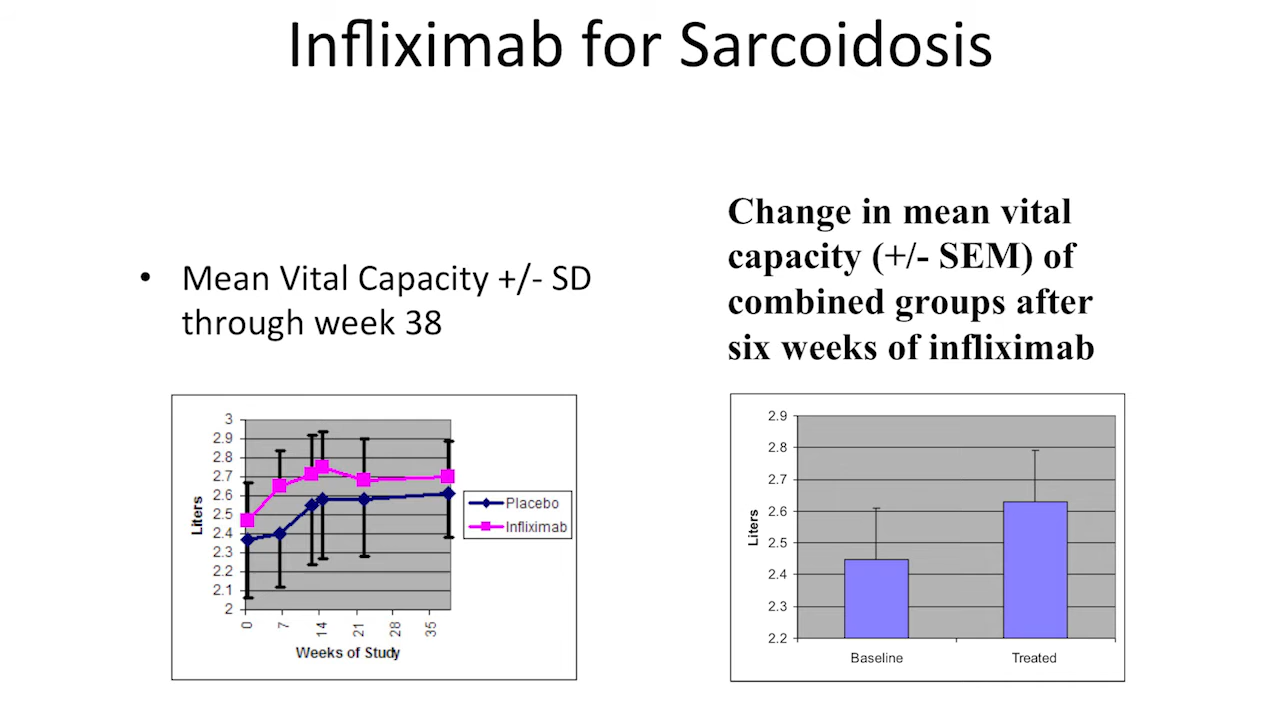 Infliximab for Sarcoidosis
• Mean Vital Capacity +/- SD
through week 38
Change in mean vital
capacity (+/- SEM) of
combined groups after
six weeks of infliximab
3
2.9
2.8
2.7
2.6
2.5
2.4
2.3
2.2
2.1
2
Liters
0 7 14 21 28 35
Weeks of Study
Placebo
Infliximab
2.9
2.8
2.7
2.6
2.5
2.4
2.3
2.2
Liters
Baseline Treated